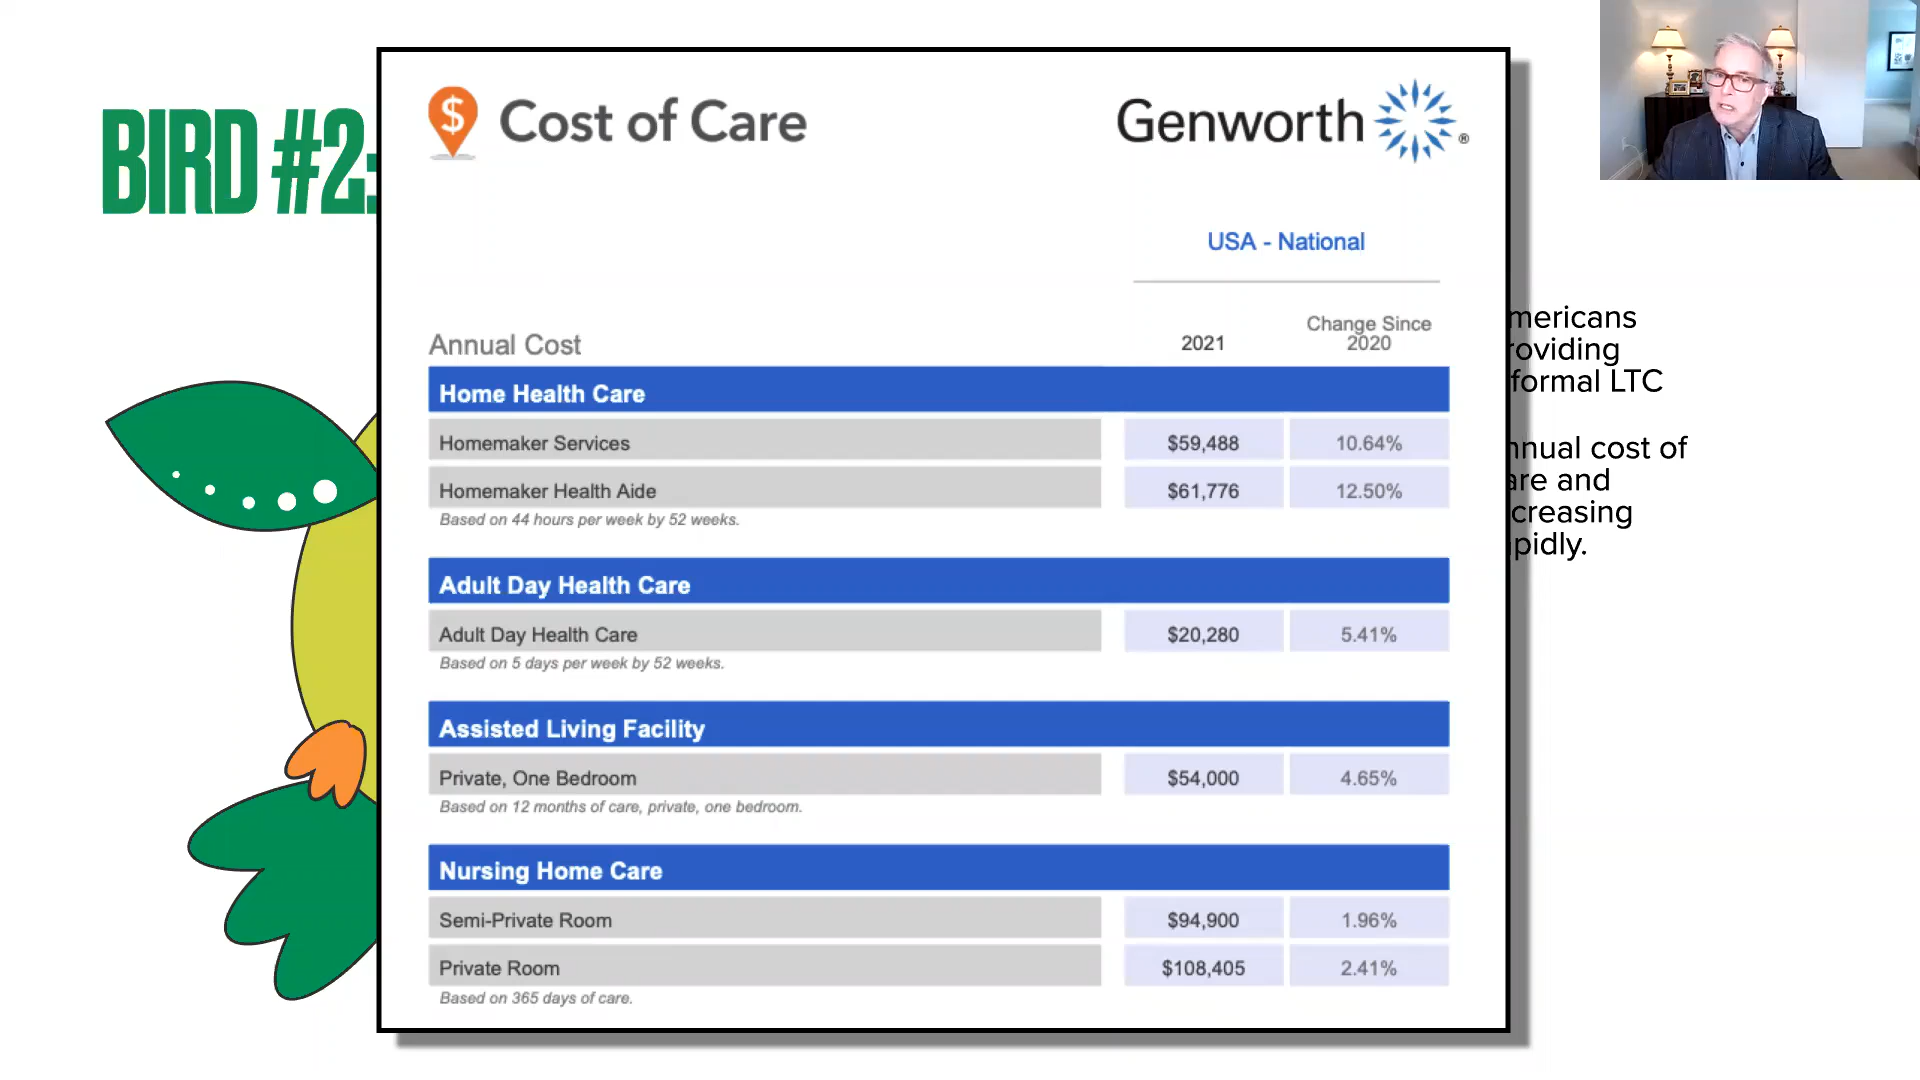 BIRD #2:
$ Cost of Care
Genworth ®
USA - National
Annual Cost
2021
Change Since
2020
Home Health Care
Homemaker Services $59,488 10.64%
Homemaker Health Aide $61,776 12.50%
Based on 44 hours per week by 52 weeks.
Adult Day Health Care
Adult Day Health Care $20,280 5.41%
Based on 5 days per week by 52 weeks.
Assisted Living Facility
Private, One Bedroom $54,000 4.65%
Based on 12 months of care, private, one bedroom.
Nursing Home Care
Semi-Private Room $94,900 1.96%
Private Room $108,405 2.41%
Based on 365 days of care.
mericans
roviding
formal LTC
nnual cost of
are and
creasing
pidly.